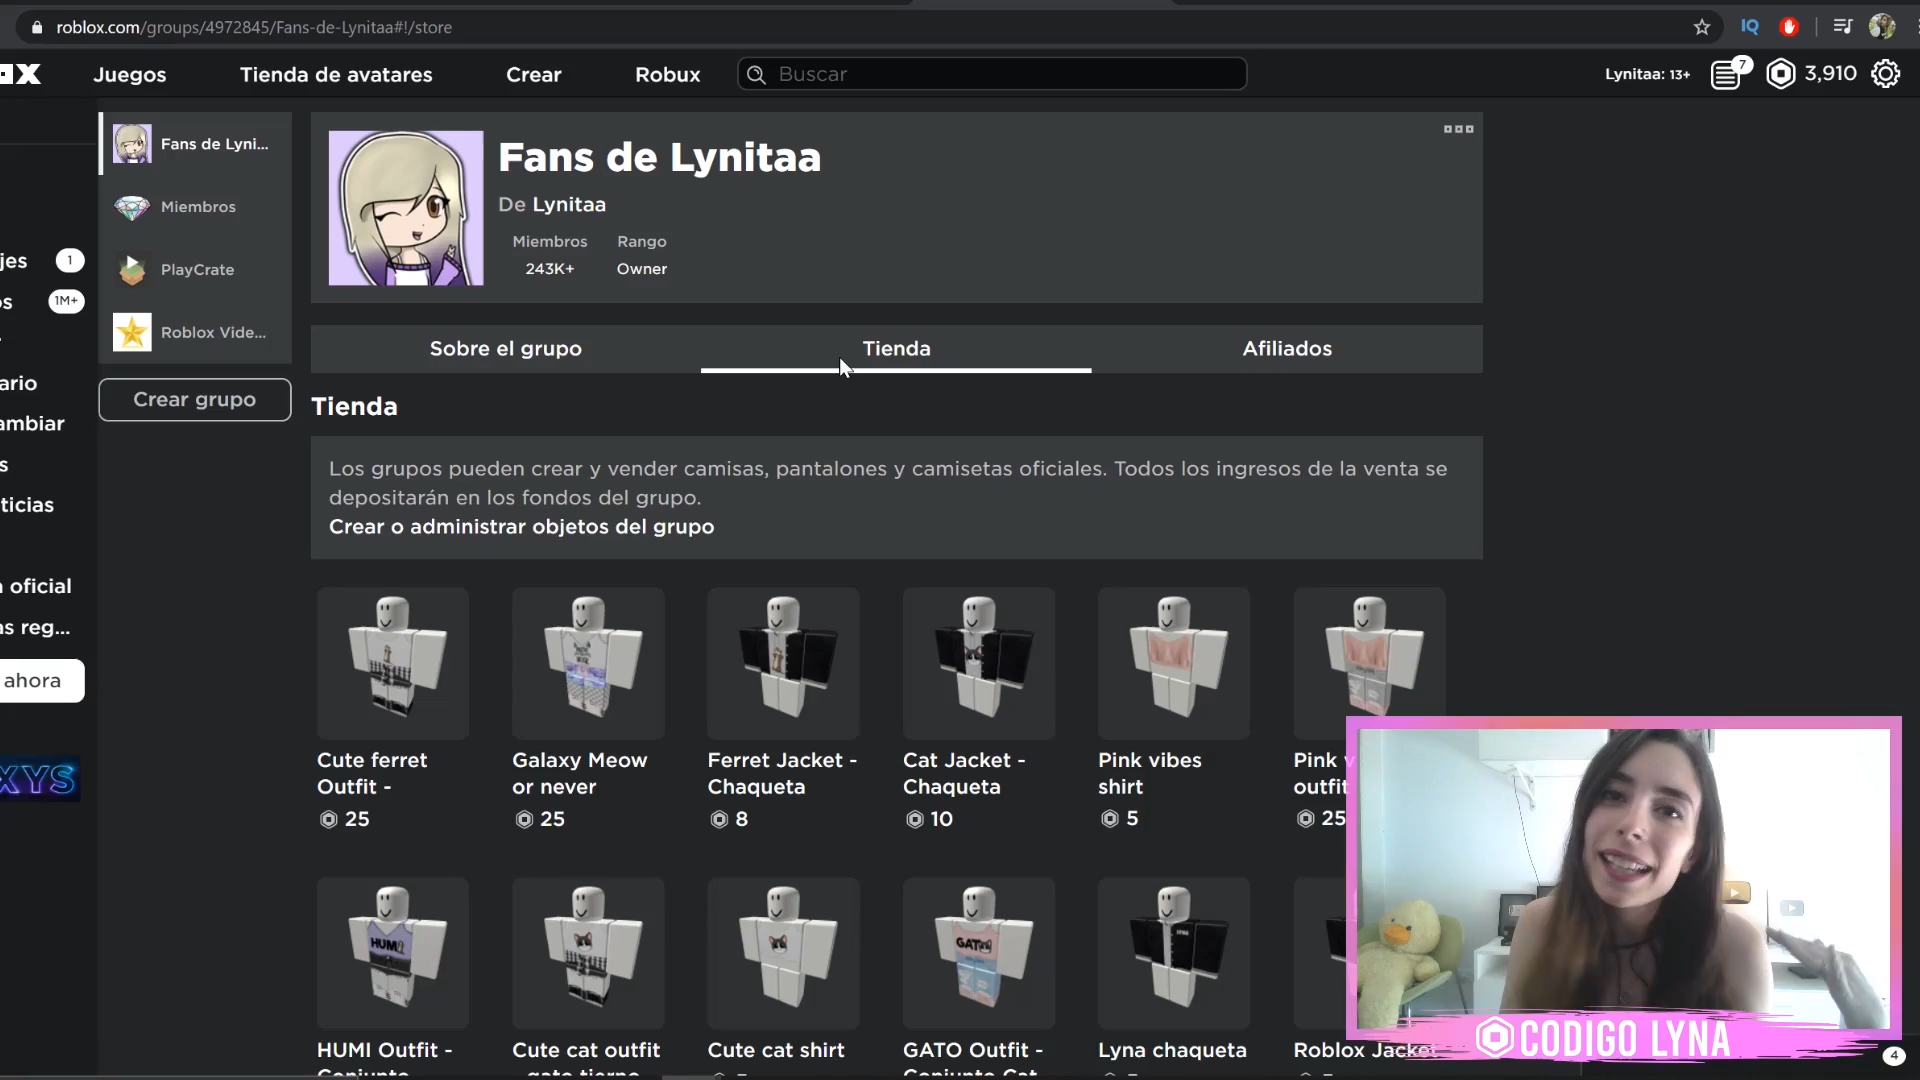 roblox.com/groups/4972845/Fans-de-Lynitaa#!/store
IQ
Juegos
Tienda de avatares
Crear
Robux
Buscar
Lynitaa: 13+
7
3,910
Fans de Lyni...
Miembros
PlayCrate
Roblox Vide...
Crear grupo
jes
1
os
1M+
ario
ambiar
s
ticias
a oficial
as reg...
ahora
XYS
Fans de Lynitaa
De Lynitaa
Miembros
Rango
243K+
Owner
Sobre el grupo
Tienda
Afiliados
Tienda
Los grupos pueden crear y vender camisas, pantalones y camisetas oficiales. Todos los ingresos de la venta se
depositarán en los fondos del grupo.
Crear o administrar objetos del grupo
Cute ferret
Outfit -
25
Galaxy Meow
or never
25
Ferret Jacket -
Chaqueta
8
Cat Jacket -
Chaqueta
10
Pink vibes
shirt
5
Pink v
outfit
25
HUMI
GATO
HUMI Outfit -
Cute cat outfit
Cute cat shirt
GATO Outfit -
Lyna chaqueta
Roblox Jacket
CODIGO LYNA
4